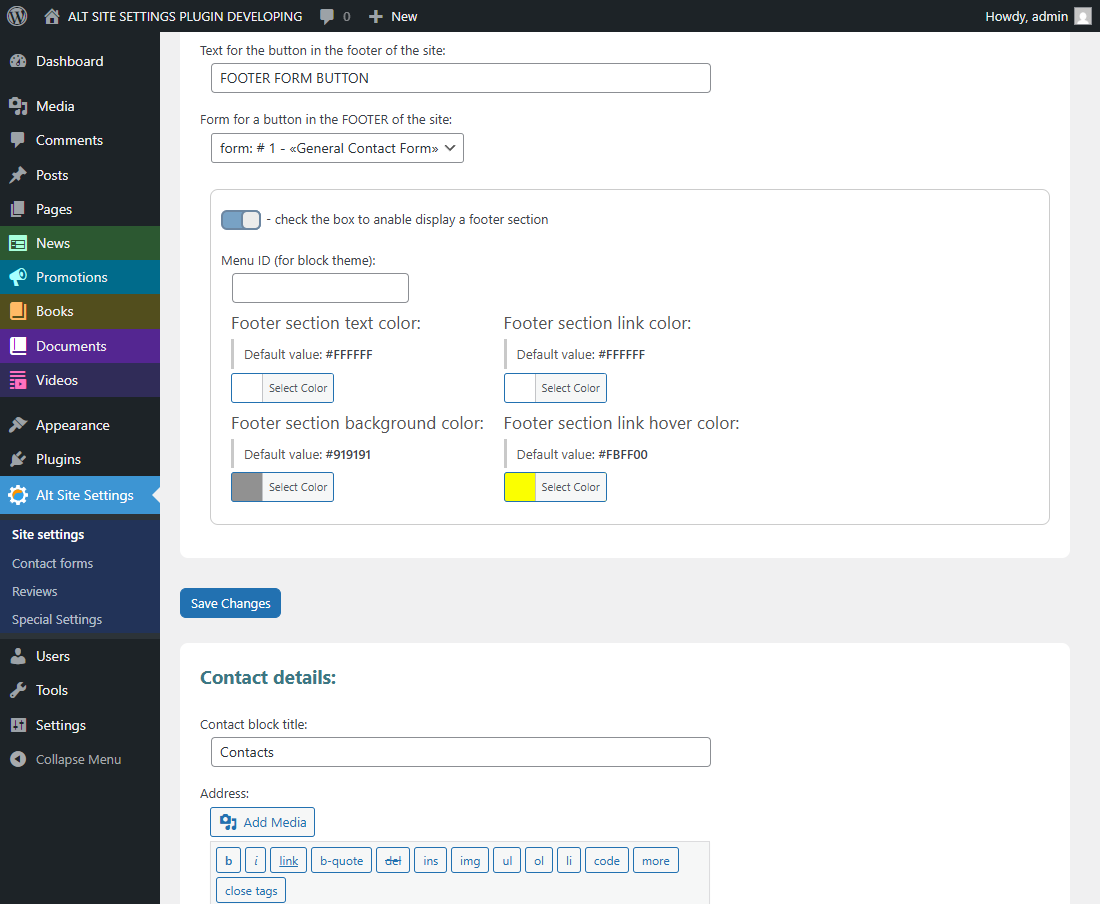 ALT SITE SETTINGS PLUGIN DEVELOPING 0 New Howdy, admin
Dashboard
Media
Comments
Posts
Pages
News
Promotions
Books
Documents
Videos
Appearance
Plugins
Alt Site Settings
Site settings
Contact forms
Reviews
Special Settings
Users
Tools
Settings
Collapse Menu
Text for the button in the footer of the site:
FOOTER FORM BUTTON
Form for a button in the FOOTER of the site:
form: # 1 - «General Contact Form»
- check the box to anable display a footer section
Menu ID (for block theme):
Footer section text color: Footer section link color:
Default value: #FFFFFF Default value: #FFFFFF
Select Color Select Color
Footer section background color: Footer section link hover color:
Default value: #919191 Default value: #FBFF00
Select Color Select Color
Save Changes
Contact details:
Contact block title:
Contacts
Address:
Add Media
b i link b-quote del ins img ul ol li code more
close tags